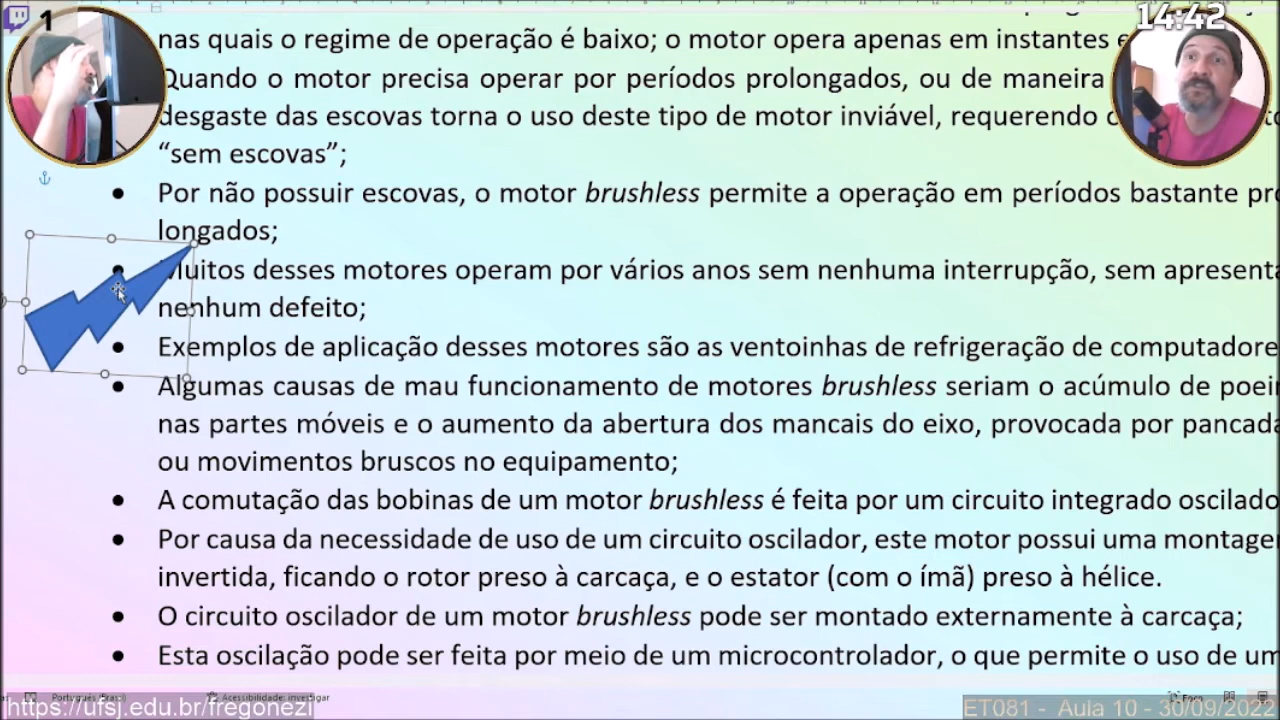 1
14:42
nas quais o regime de operação é baixo; o motor opera apenas em instantes
Quando o motor precisa operar por períodos prolongados, ou de maneira
desgaste das escovas torna o uso deste tipo de motor inviável, requerendo
“sem escovas”;
Por não possuir escovas, o motor brushless permite a operação em períodos bastante pro
longados;
Muitos desses motores operam por vários anos sem nenhuma interrupção, sem apresenta
nenhum defeito;
Exemplos de aplicação desses motores são as ventoinhas de refrigeração de computadore
Algumas causas de mau funcionamento de motores brushless seriam o acúmulo de poei
nas partes móveis e o aumento da abertura dos mancais do eixo, provocada por pancada
ou movimentos bruscos no equipamento;
A comutação das bobinas de um motor brushless é feita por um circuito integrado oscilado
Por causa da necessidade de uso de um circuito oscilador, este motor possui uma montagem
invertida, ficando o rotor preso à carcaça, e o estator (com o ímã) preso à hélice.
O circuito oscilador de um motor brushless pode ser montado externamente à carcaça;
Esta oscilação pode ser feita por meio de um microcontrolador, o que permite o uso de um
Português (Brasil) Acessibilidade: investigar Foco
https://ufsj.edu.br/fregonezi
ET081 - Aula 10 - 30/09/2022